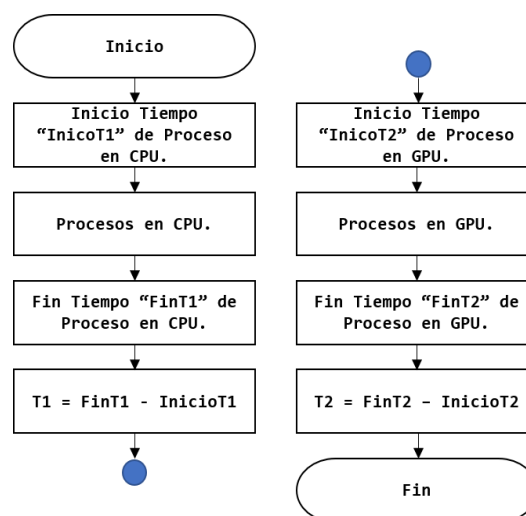 Inicio
Inicio Tiempo
“InicoT1” de Proceso
en CPU.
Procesos en CPU.
Fin Tiempo “FinT1” de
Proceso en CPU.
T1 = FinT1 - InicioT1
Inicio Tiempo
“InicoT2” de Proceso
en GPU.
Procesos en GPU.
Fin Tiempo “FinT2” de
Proceso en GPU.
T2 = FinT2 – InicioT2
Fin